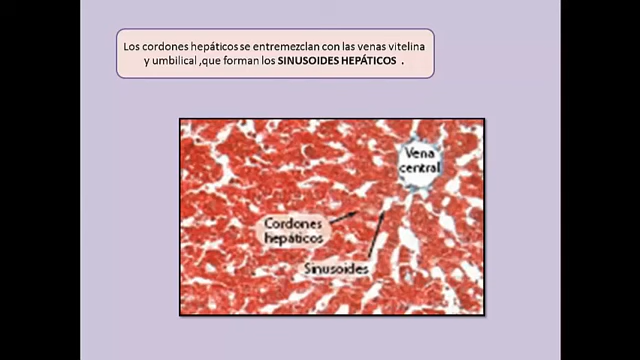 Los cordones hepáticos se entremezclan con las venas vitelina
y umbilical ,que forman los SINUSOIDES HEPÁTICOS .
Vena
central
Cordones
hepáticos
Sinusoides